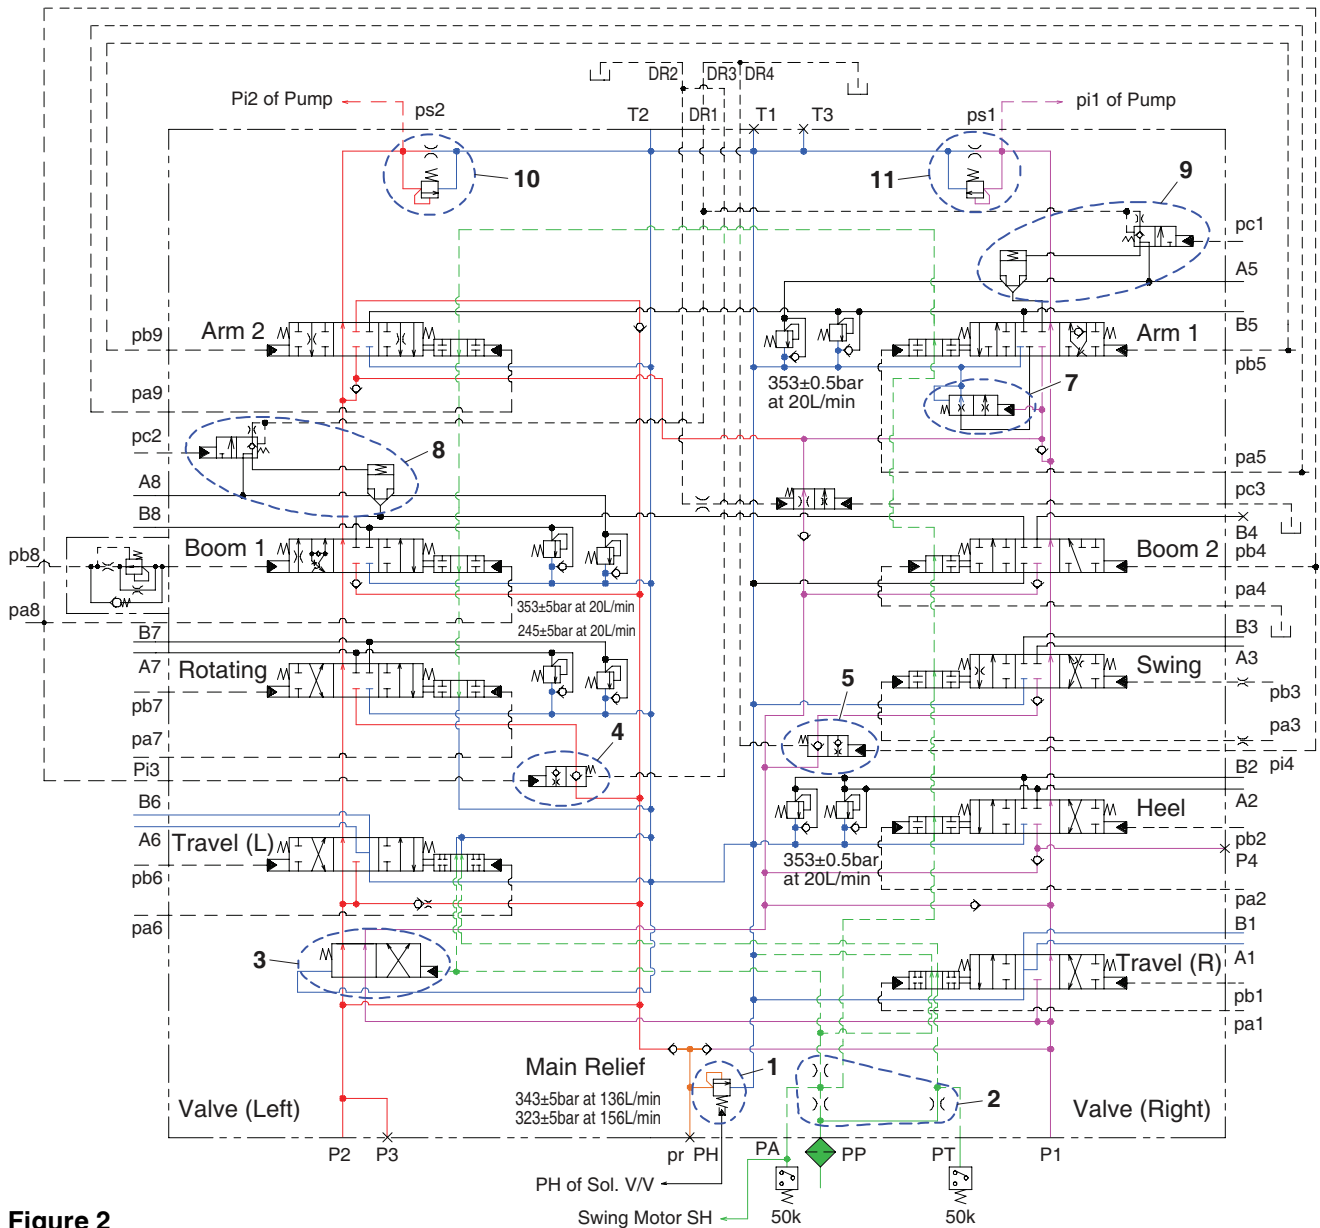 DR2
DR3
DR4
Pi2 of Pump
ps2
T2
DR1
T1
T3
ps1
pi1 of Pump
10
11
9
pc1
A5
pb9
Arm 2
Arm 1
B5
pb5
353±0.5bar
at 20L/min
7
pa9
pc2
8
pa5
A8
pc3
B8
B4
pb8
Boom 1
Boom 2
pb4
pa8
353±5bar at 20L/min
245±5bar at 20L/min
pa4
B7
B3
A7
Rotating
Swing
A3
pb7
5
pb3
pa7
4
pa3
Pi3
pi4
B6
B2
A6
Travel (L)
Heel
A2
pb6
353±0.5bar
at 20L/min
pb2
P4
pa6
pa2
3
B1
Travel (R)
A1
pb1
pa1
Main Relief
1
343±5bar at 136L/min
323±5bar at 156L/min
2
Valve (Left)
Valve (Right)
P2
P3
pr
PH
PA
PP
PT
P1
PH of Sol. V/V
Swing Motor SH
50k
50k
Figure 2